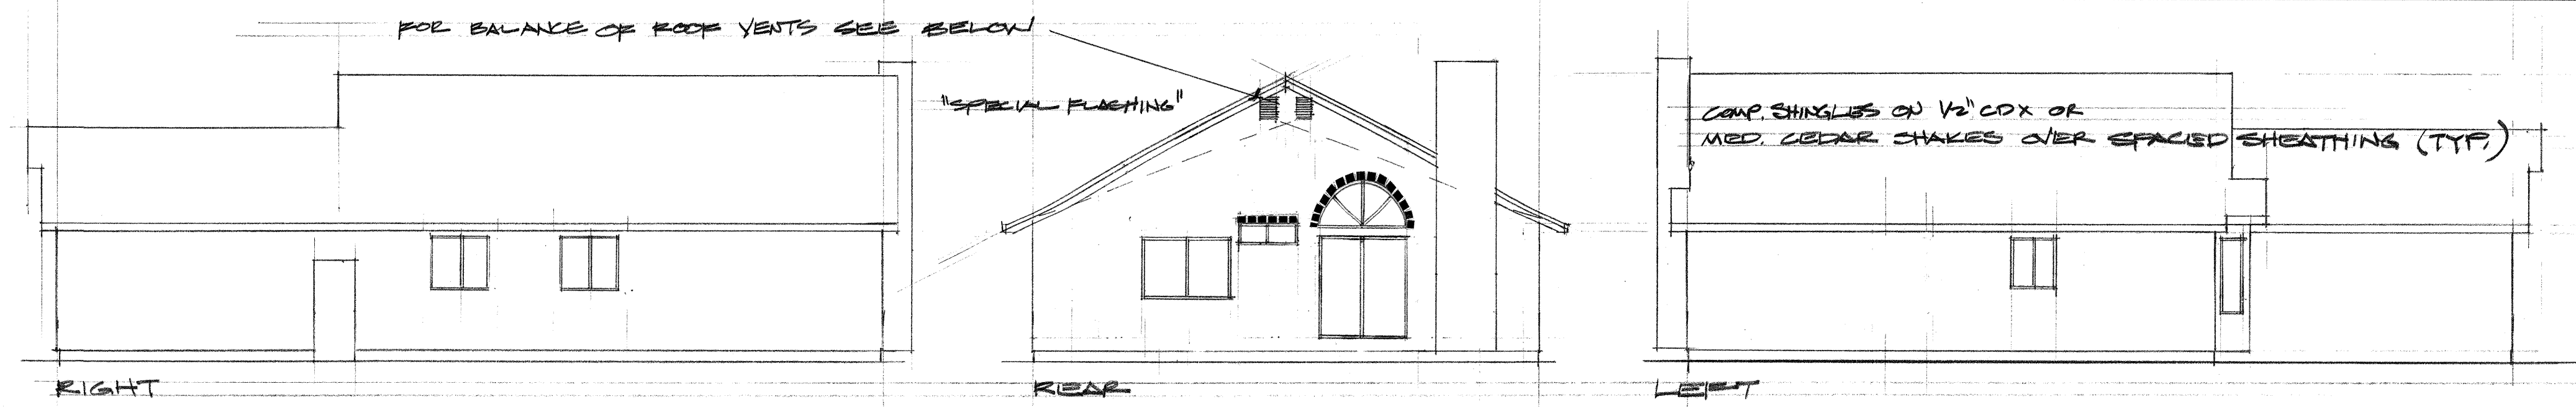 FOR BALANCE OF ROOF VENTS SEE BELOW
"SPECIAL FLASHING"
COMP. SHINGLES ON 1/2" CDX OR
MED. CEDAR SHAKES OVER SPACED SHEATHING (TYP.)
RIGHT
REAR
LEFT